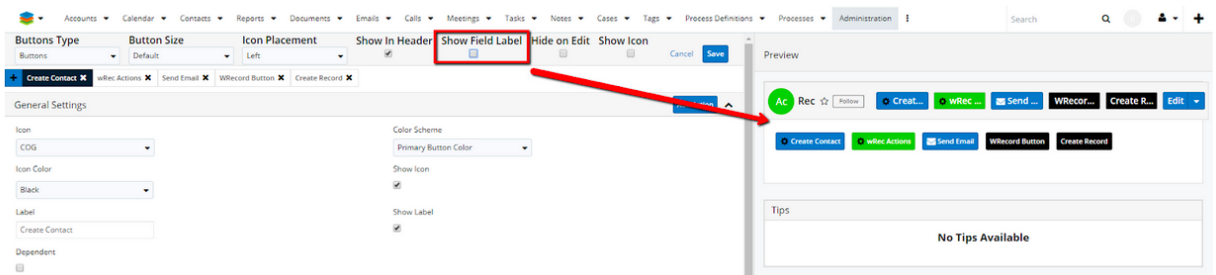 Accounts Calendar Contacts Reports Documents Emails Calls Meetings Tasks Notes Cases Tags Process Definitions Processes Administration Search
Buttons Type Button Size Icon Placement Show In Header Show Field Label Hide on Edit Show Icon
Buttons Default Left Cancel Save
Preview
+ Create Contact ✖ wRec Actions ✖ Send Email ✖ WRecord Button ✖ Create Record ✖
General Settings
Ac Rec ☆ Follow Creat... wRec ... Send ... WRecor... Create R... Edit
Icon Color Scheme
COG Primary Button Color
Create Contact wRec Actions Send Email WRecord Button Create Record
Icon Color Show Icon
Black
Label Show Label
Create Contact
Dependent
Tips
No Tips Available